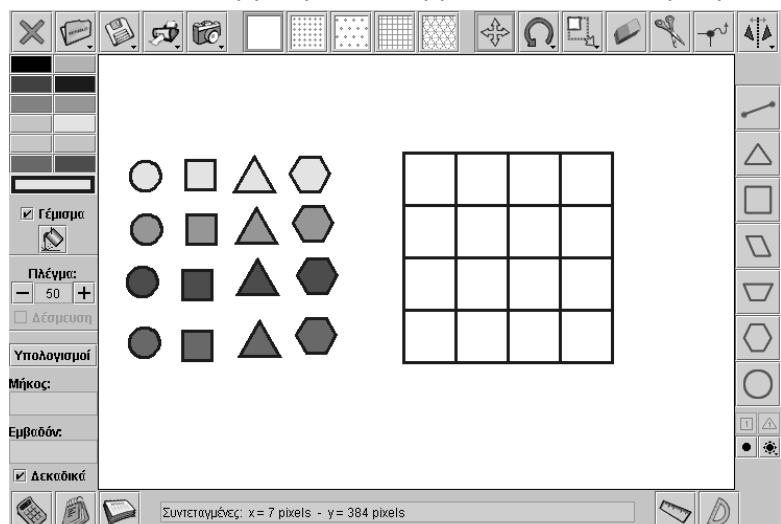 ✔ Γέμισμα
Πλέγμα:
− 50 +
Δέσμευση
Υπολογισμοί
Μήκος:
Εμβαδόν:
✔ Δεκαδικά
Συντεταγμένες: x = 7 pixels - y = 384 pixels